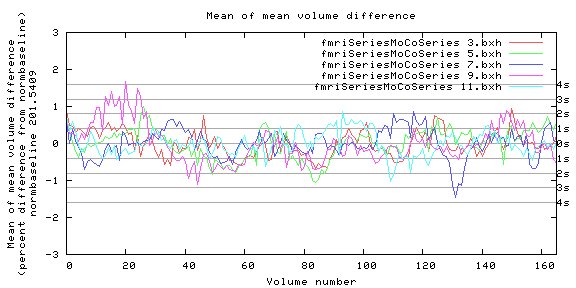 Mean of mean volume difference
fmriSeriesMoCoSeries 3.bxh
fmriSeriesMoCoSeries 5.bxh
fmriSeriesMoCoSeries 7.bxh
fmriSeriesMoCoSeries 9.bxh
fmriSeriesMoCoSeries 11.bxh
Mean of mean volume difference
(percent difference from normbaseline)
normbaseline 201.5409
3
2
1
0
-1
-2
-3
4s
3s
2s
1s
0s
1s
2s
3s
4s
0 20 40 60 80 100 120 140 160
Volume number